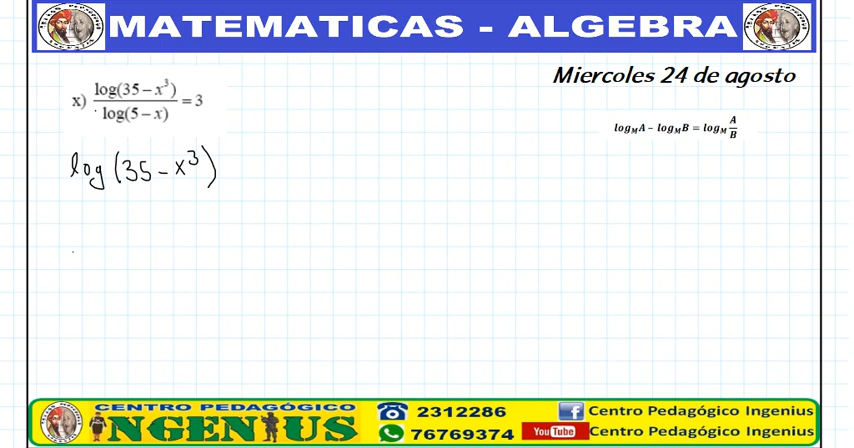 MATEMATICAS - ALGEBRA
Miercoles 24 de agosto
x) log(35 – x³) / log(5 – x) = 3
log_M A – log_M B = log_M A/B
log (35 – x³)
CENTRO PEDAGÓGICO
INGENIUS
2312286
76769374
Centro Pedagógico Ingenius
YouTube Centro Pedagógico Ingenius